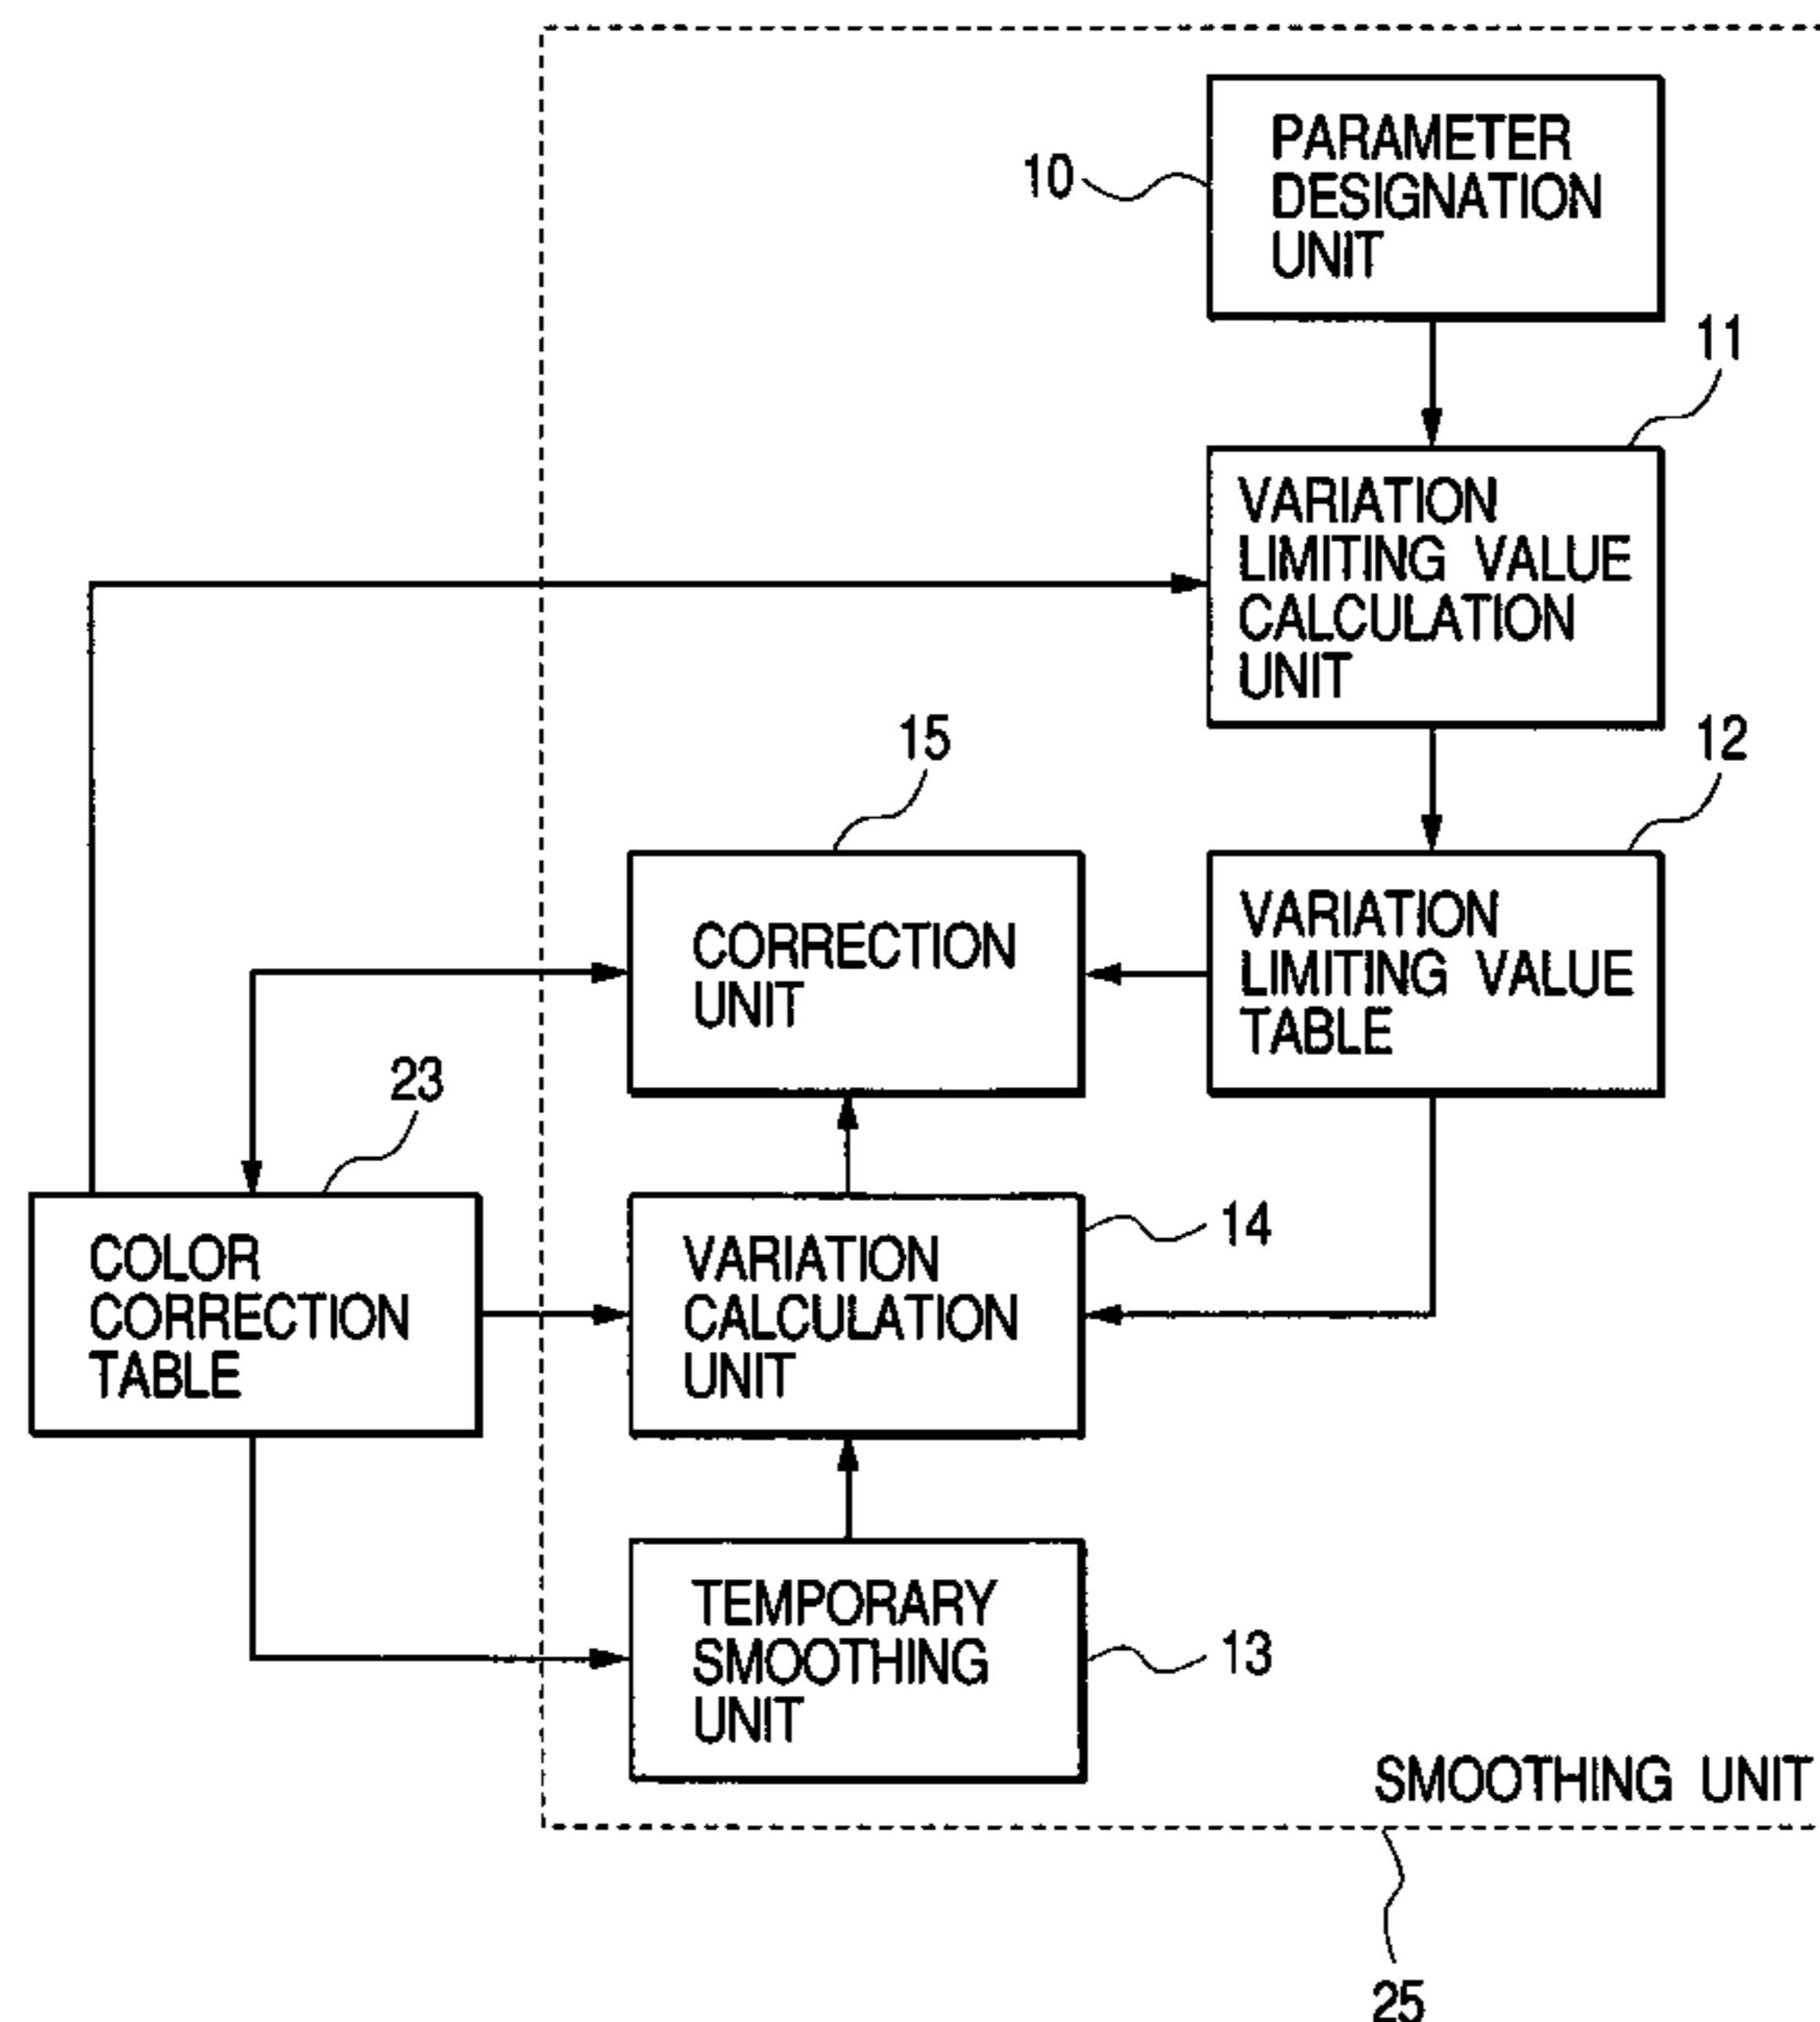 PARAMETER
DESIGNATION
UNIT
10
11
VARIATION
LIMITING VALUE
CALCULATION
UNIT
15
12
CORRECTION
UNIT
VARIATION
LIMITING VALUE
TABLE
23
COLOR
CORRECTION
TABLE
VARIATION
CALCULATION
UNIT
14
TEMPORARY
SMOOTHING
UNIT
13
SMOOTHING UNIT
25